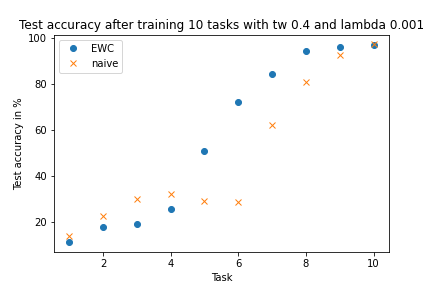 Test accuracy after training 10 tasks with tw 0.4 and lambda 0.001
EWC
naive
100
80
60
40
20
Test accuracy in %
2 4 6 8 10
Task